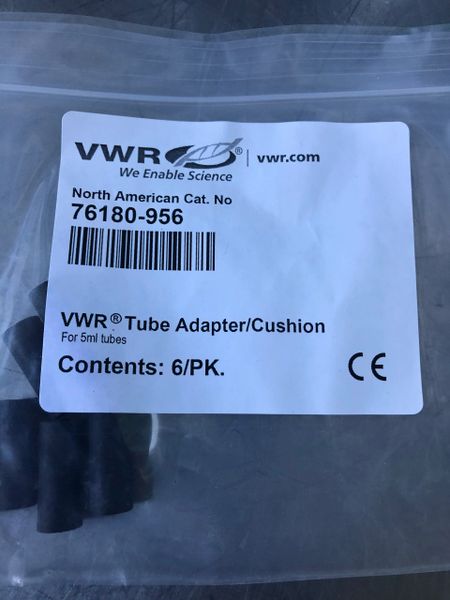 VWR® | vwr.com
We Enable Science
North American Cat. No
76180-956
VWR® Tube Adapter/Cushion
For 5ml tubes
Contents: 6/PK.
CE